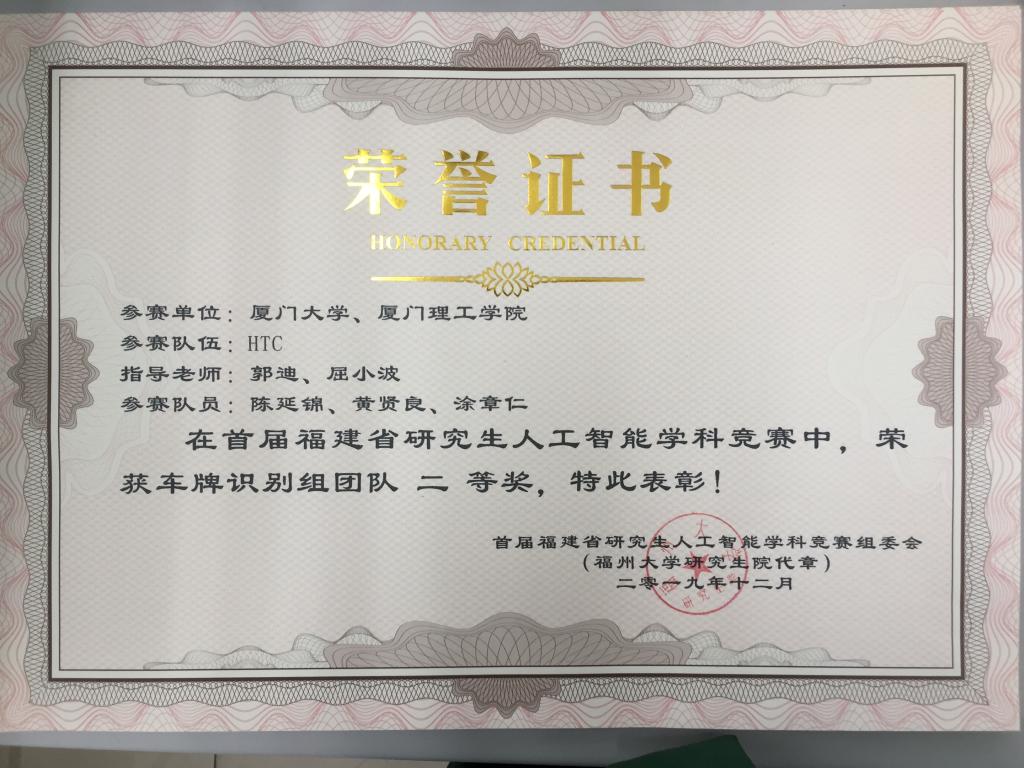 荣誉证书
HONORARY CREDENTIAL
参赛单位：厦门大学、厦门理工学院
参赛队伍：HTC
指导老师：郭迪、屈小波
参赛队员：陈延锦、黄贤良、涂章仁
在首届福建省研究生人工智能学科竞赛中，荣
获车牌识别组团队 二 等奖，特此表彰！
首届福建省研究生人工智能学科竞赛组委会
（福州大学研究生院代章）
二零一九年十二月